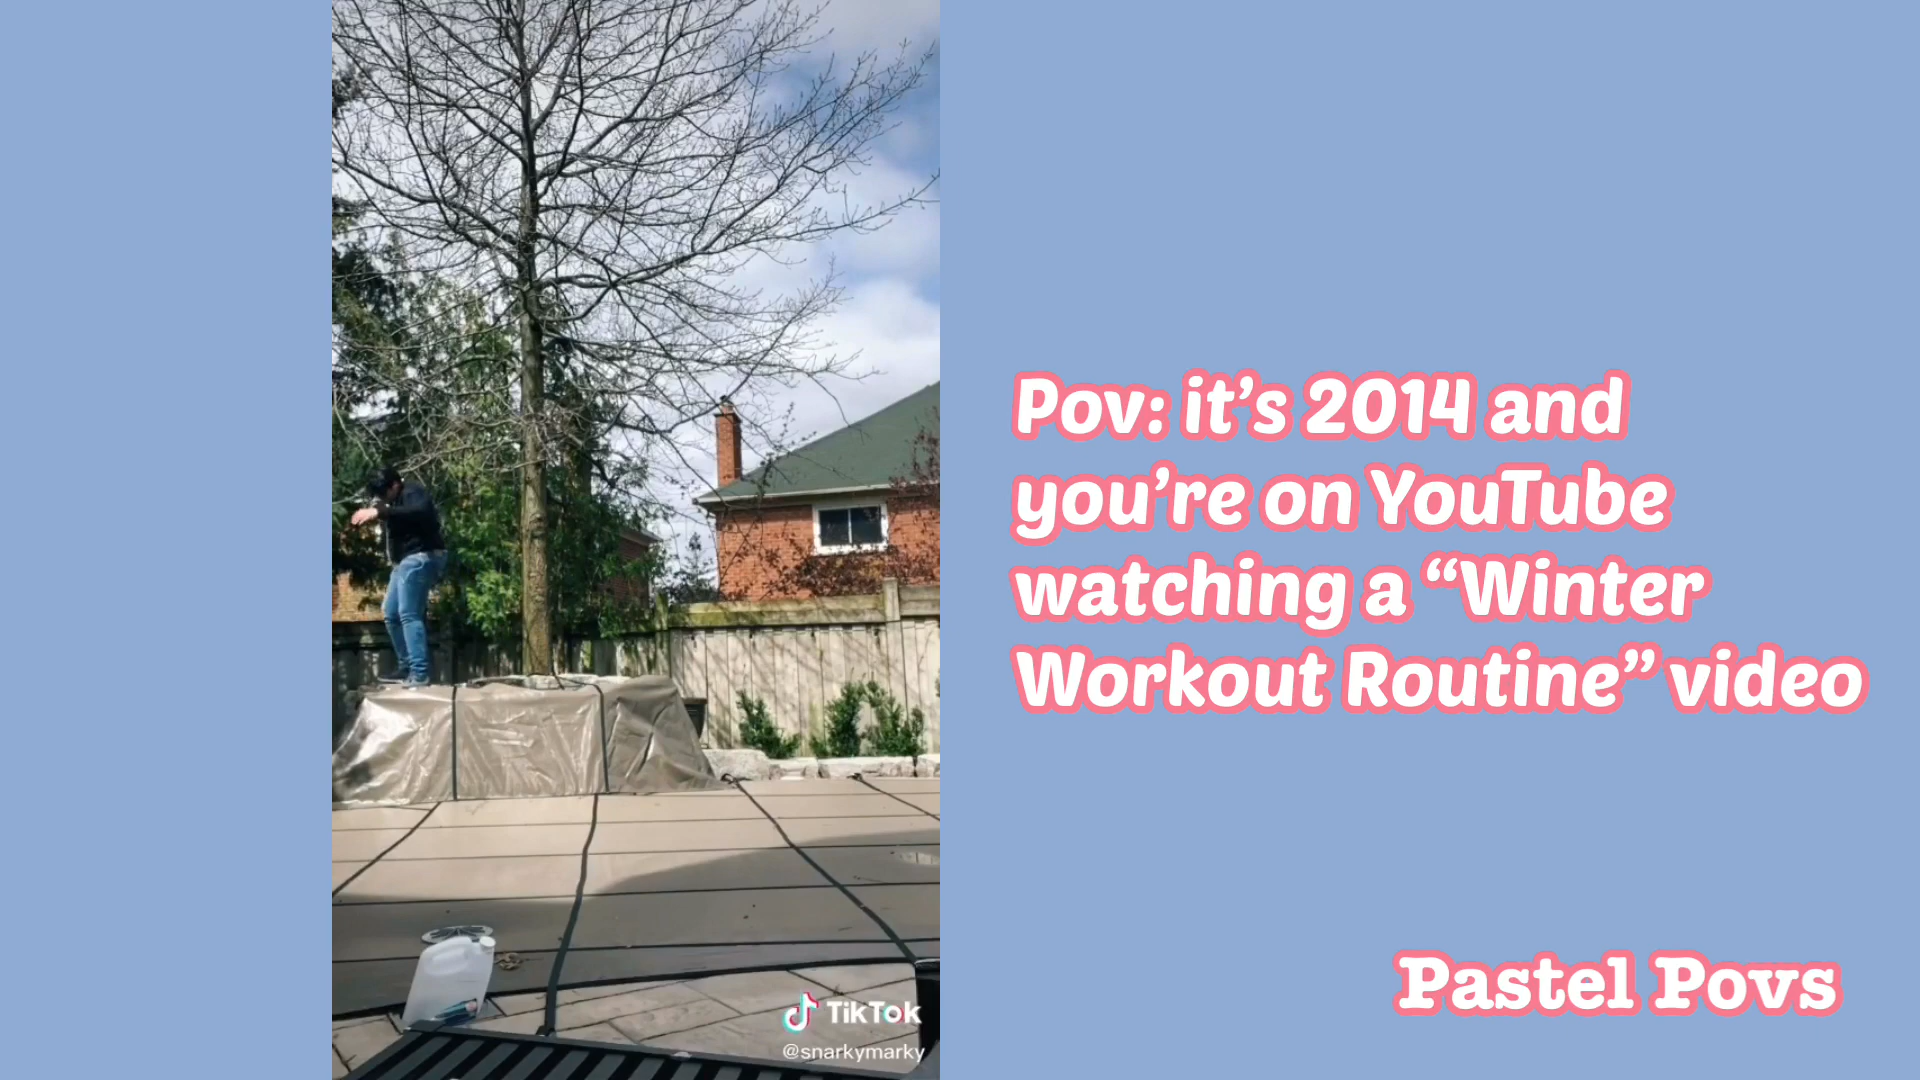 Pov: it’s 2014 and
you’re on YouTube
watching a “Winter
Workout Routine” video
Pastel Povs
TikTok
@snarkymarky